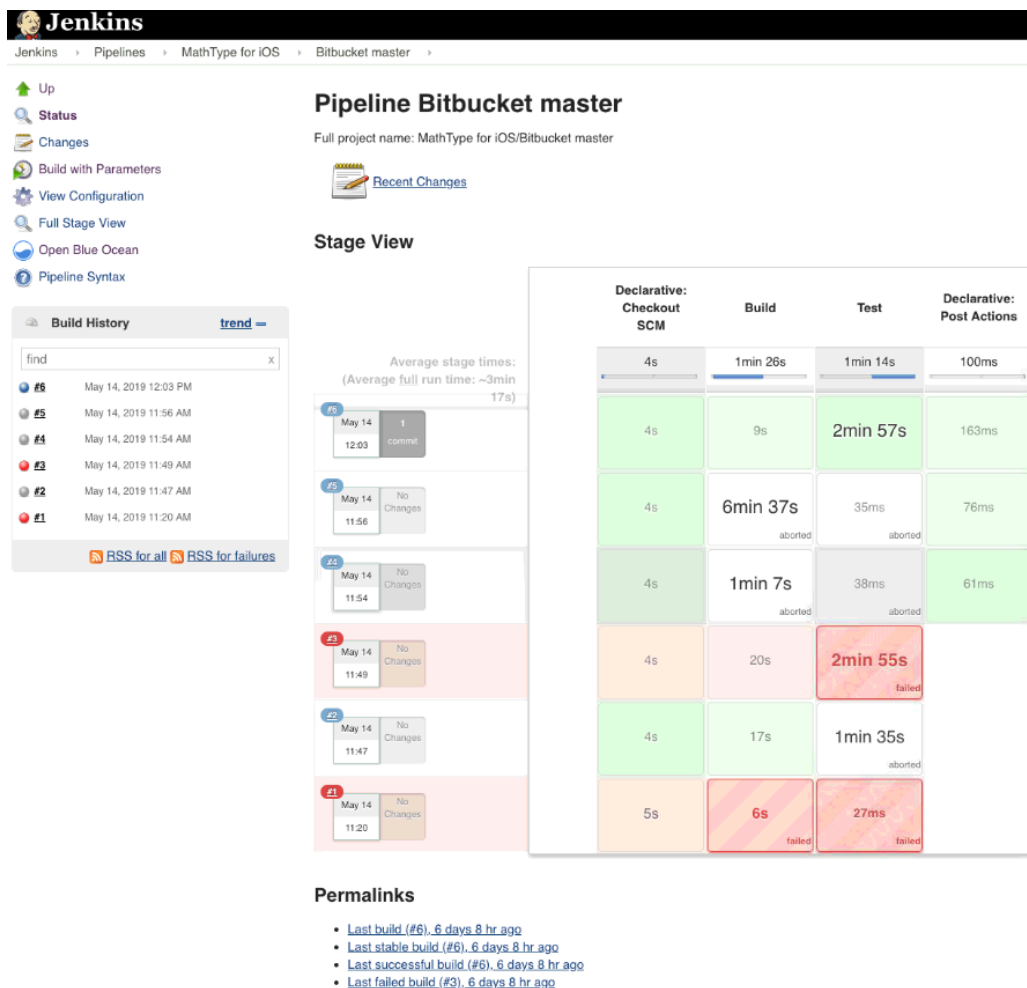 Jenkins
Jenkins Pipelines MathType for iOS Bitbucket master
Up
Status
Changes
Build with Parameters
View Configuration
Full Stage View
Open Blue Ocean
Pipeline Syntax
Build History trend
find x
#6 May 14, 2019 12:03 PM
#5 May 14, 2019 11:56 AM
#4 May 14, 2019 11:54 AM
#3 May 14, 2019 11:49 AM
#2 May 14, 2019 11:47 AM
#1 May 14, 2019 11:20 AM
RSS for all RSS for failures
Pipeline Bitbucket master
Full project name: MathType for iOS/Bitbucket master
Recent Changes
Stage View
Declarative:
Checkout
SCM
Build
Test
Declarative:
Post Actions
Average stage times:
(Average full run time: ~3min
17s)
4s 1min 26s 1min 14s 100ms
#6
May 14
12:03
1
commit
4s 9s 2min 57s 163ms
#5
May 14
11:56
No
Changes
4s 6min 37s 35ms 76ms
aborted aborted
#4
May 14
11:54
No
Changes
4s 1min 7s 38ms 61ms
aborted aborted
#3
May 14
11:49
No
Changes
4s 20s 2min 55s
failed
#2
May 14
11:47
No
Changes
4s 17s 1min 35s
aborted
#1
May 14
11:20
No
Changes
5s 6s 27ms
failed failed
Permalinks
Last build (#6), 6 days 8 hr ago
Last stable build (#6), 6 days 8 hr ago
Last successful build (#6), 6 days 8 hr ago
Last failed build (#3), 6 days 8 hr ago